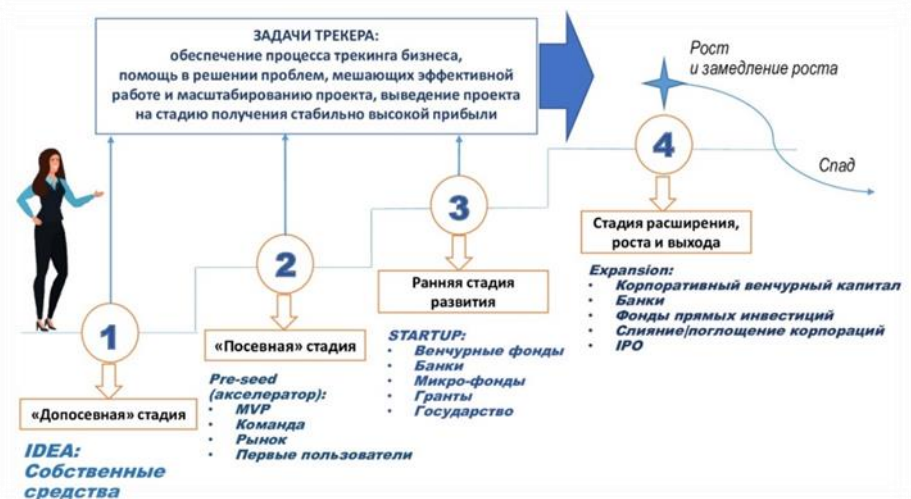 ЗАДАЧИ ТРЕКЕРА:
обеспечение процесса трекинга бизнеса,
помощь в решении проблем, мешающих эффективной
работе и масштабированию проекта, выведение проекта
на стадию получения стабильно высокой прибыли
Рост
и замедление роста
Спад
1
«Допосевная» стадия
IDEA:
Собственные
средства
2
«Посевная» стадия
Pre-seed
(акселератор):
• MVP
• Команда
• Рынок
• Первые пользователи
3
Ранняя стадия
развития
STARTUP:
• Венчурные фонды
• Банки
• Микро-фонды
• Гранты
• Государство
4
Стадия расширения,
роста и выхода
Expansion:
• Корпоративный венчурный капитал
• Банки
• Фонды прямых инвестиций
• Слияние/поглощение корпораций
• IPO